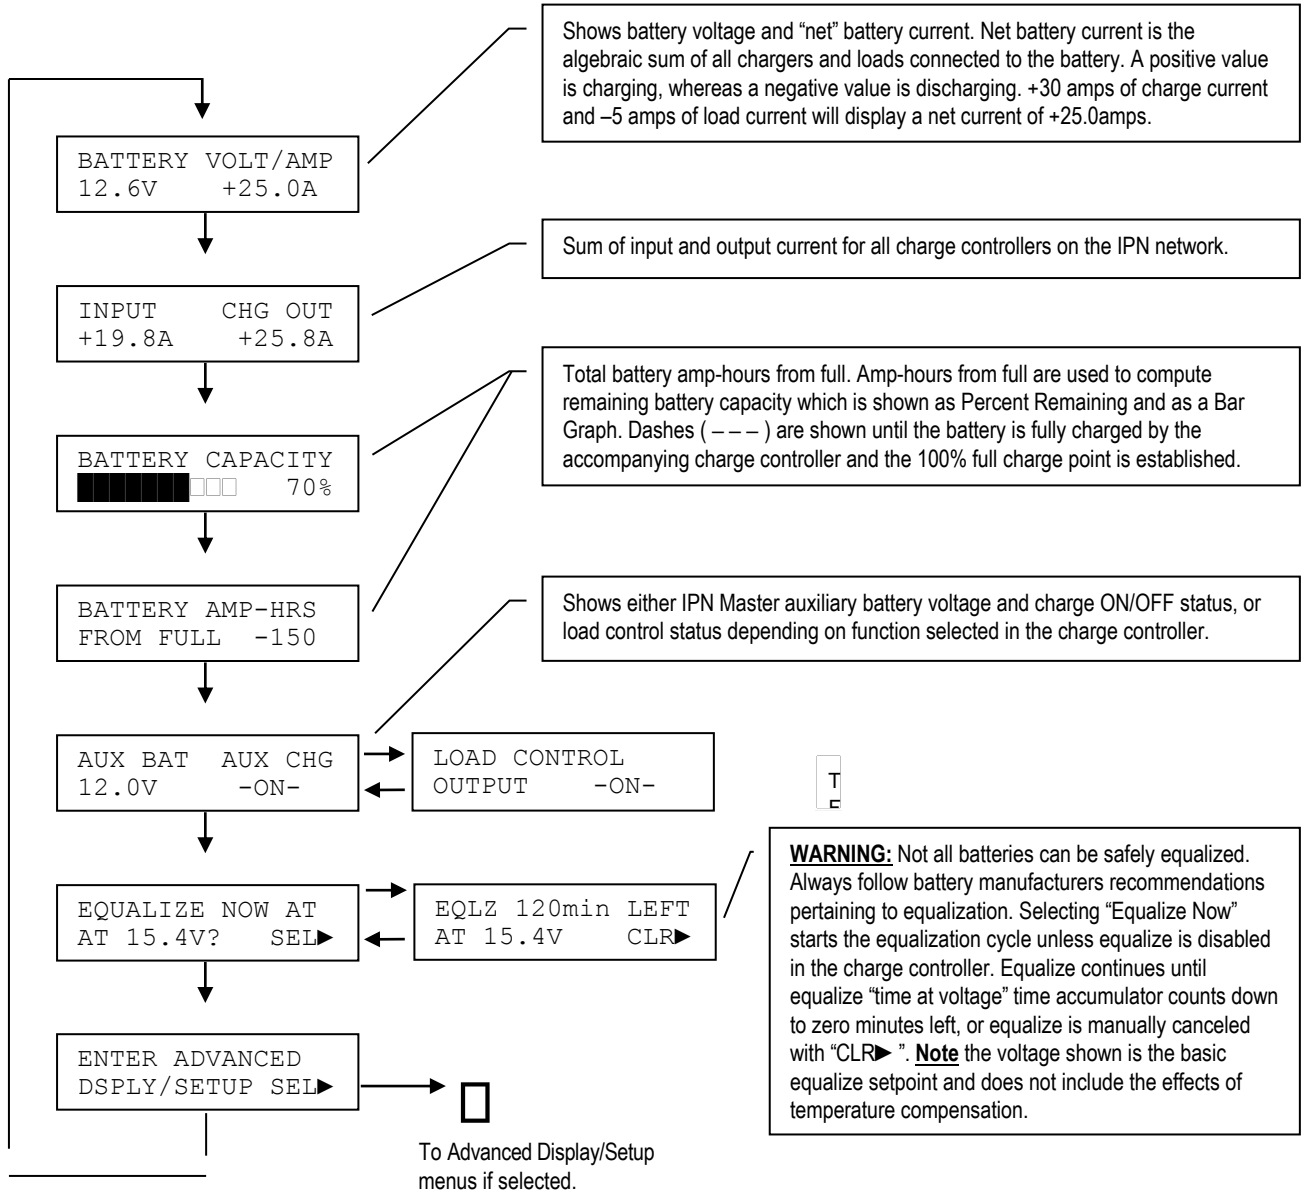 Shows battery voltage and “net” battery current. Net battery current is the
algebraic sum of all chargers and loads connected to the battery. A positive value
is charging, whereas a negative value is discharging. +30 amps of charge current
and –5 amps of load current will display a net current of +25.0amps.
BATTERY VOLT/AMP
12.6V +25.0A
Sum of input and output current for all charge controllers on the IPN network.
INPUT CHG OUT
+19.8A +25.8A
Total battery amp-hours from full. Amp-hours from full are used to compute
remaining battery capacity which is shown as Percent Remaining and as a Bar
Graph. Dashes ( – – – ) are shown until the battery is fully charged by the
accompanying charge controller and the 100% full charge point is established.
BATTERY CAPACITY
70%
BATTERY AMP-HRS
FROM FULL -150
Shows either IPN Master auxiliary battery voltage and charge ON/OFF status, or
load control status depending on function selected in the charge controller.
AUX BAT AUX CHG
12.0V -ON-
LOAD CONTROL
OUTPUT -ON-
T
EQUALIZE NOW AT
AT 15.4V? SEL►
EQLZ 120min LEFT
AT 15.4V CLR►
WARNING: Not all batteries can be safely equalized.
Always follow battery manufacturers recommendations
pertaining to equalization. Selecting “Equalize Now”
starts the equalization cycle unless equalize is disabled
in the charge controller. Equalize continues until
equalize “time at voltage” time accumulator counts down
to zero minutes left, or equalize is manually canceled
with “CLR► ”. Note the voltage shown is the basic
equalize setpoint and does not include the effects of
temperature compensation.
ENTER ADVANCED
DSPLY/SETUP SEL►
To Advanced Display/Setup
menus if selected.